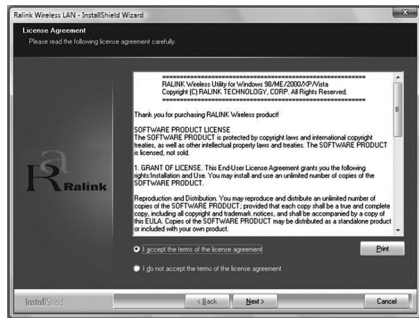 Ralink Wireless LAN - InstallShield Wizard
License Agreement
Please read the following license agreement carefully.
RALINK Wireless Utility for Windows 98/ME/2000/XP/Vista
Copyright (C) RALINK TECHNOLOGY, CORP. All Rights Reserved.
Thank you for purchasing RALINK Wireless product!
SOFTWARE PRODUCT LICENSE
The SOFTWARE PRODUCT is protected by copyright laws and international copyright
treaties, as well as other intellectual property laws and treaties. The SOFTWARE PRODUCT
is licensed, not sold.
1. GRANT OF LICENSE. This End-User License Agreement grants you the following
rights:Installation and Use. You may install and use an unlimited number of copies of the
SOFTWARE PRODUCT.
Reproduction and Distribution. You may reproduce and distribute an unlimited number of
copies of the SOFTWARE PRODUCT; provided that each copy shall be a true and complete
copy, including all copyright and trademark notices, and shall be accompanied by a copy of
this EULA. Copies of the SOFTWARE PRODUCT may be distributed as a standalone product
or included with your own product.
Ralink
I accept the terms of the license agreement
Print
I do not accept the terms of the license agreement
InstallShield
< Back
Next >
Cancel